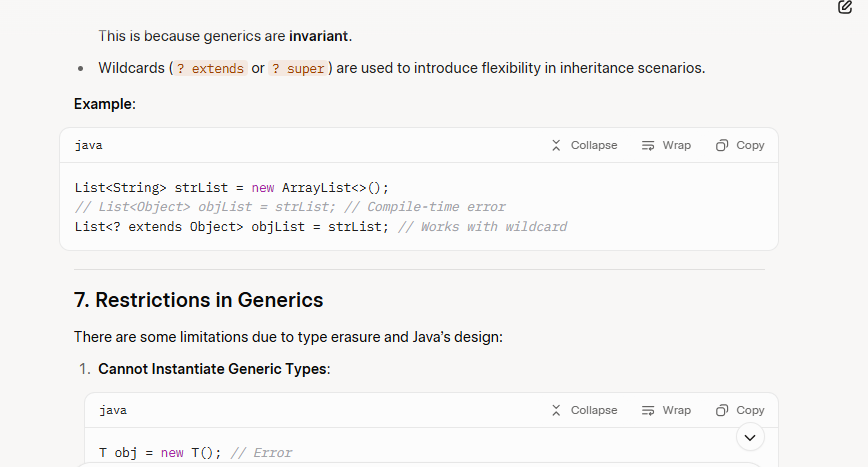 This is because generics are invariant.
• Wildcards (? extends or ? super) are used to introduce flexibility in inheritance scenarios.
Example:
java Collapse Wrap Copy
List<String> strList = new ArrayList<>();
// List<Object> objList = strList; // Compile-time error
List<? extends Object> objList = strList; // Works with wildcard
7. Restrictions in Generics
There are some limitations due to type erasure and Java’s design:
1. Cannot Instantiate Generic Types:
java Collapse Wrap Copy
T obj = new T(); // Error